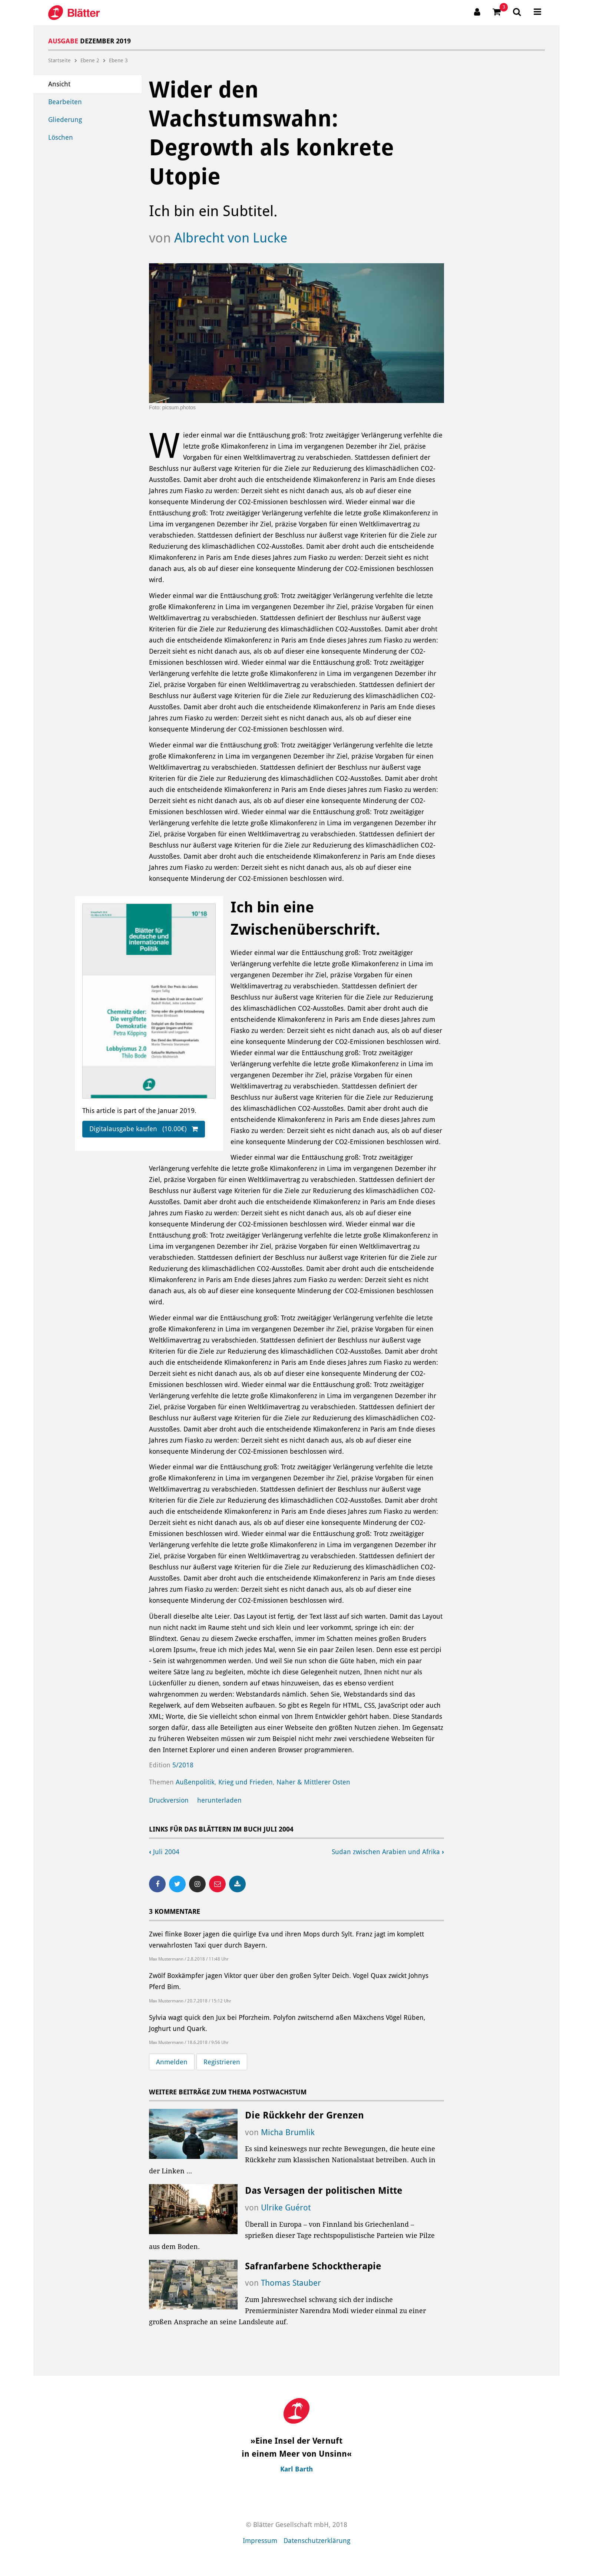 Blätter
AUSGABE DEZEMBER 2019
Startseite > Ebene 2 > Ebene 3
Ansicht
Bearbeiten
Gliederung
Löschen
Wider den
Wachstumswahn:
Degrowth als konkrete
Utopie
Ich bin ein Subtitel.
von Albrecht von Lucke
Foto: picsum.photos
Wieder einmal war die Enttäuschung groß: Trotz zweitägiger Verlängerung verfehlte die
letzte große Klimakonferenz in Lima im vergangenen Dezember ihr Ziel, präzise
Vorgaben für einen Weltklimavertrag zu verabschieden. Stattdessen definiert der
Beschluss nur äußerst vage Kriterien für die Ziele zur Reduzierung des klimaschädlichen CO2-
Ausstoßes. Damit aber droht auch die entscheidende Klimakonferenz in Paris am Ende dieses
Jahres zum Fiasko zu werden: Derzeit sieht es nicht danach aus, als ob auf dieser eine
konsequente Minderung der CO2-Emissionen beschlossen wird. Wieder einmal war die
Enttäuschung groß: Trotz zweitägiger Verlängerung verfehlte die letzte große Klimakonferenz in
Lima im vergangenen Dezember ihr Ziel, präzise Vorgaben für einen Weltklimavertrag zu
verabschieden. Stattdessen definiert der Beschluss nur äußerst vage Kriterien für die Ziele zur
Reduzierung des klimaschädlichen CO2-Ausstoßes. Damit aber droht auch die entscheidende
Klimakonferenz in Paris am Ende dieses Jahres zum Fiasko zu werden: Derzeit sieht es nicht
danach aus, als ob auf dieser eine konsequente Minderung der CO2-Emissionen beschlossen
wird.
Wieder einmal war die Enttäuschung groß: Trotz zweitägiger Verlängerung verfehlte die letzte
große Klimakonferenz in Lima im vergangenen Dezember ihr Ziel, präzise Vorgaben für einen
Weltklimavertrag zu verabschieden. Stattdessen definiert der Beschluss nur äußerst vage
Kriterien für die Ziele zur Reduzierung des klimaschädlichen CO2-Ausstoßes. Damit aber droht
auch die entscheidende Klimakonferenz in Paris am Ende dieses Jahres zum Fiasko zu werden:
Derzeit sieht es nicht danach aus, als ob auf dieser eine konsequente Minderung der CO2-
Emissionen beschlossen wird. Wieder einmal war die Enttäuschung groß: Trotz zweitägiger
Verlängerung verfehlte die letzte große Klimakonferenz in Lima im vergangenen Dezember ihr
Ziel, präzise Vorgaben für einen Weltklimavertrag zu verabschieden. Stattdessen definiert der
Beschluss nur äußerst vage Kriterien für die Ziele zur Reduzierung des klimaschädlichen CO2-
Ausstoßes. Damit aber droht auch die entscheidende Klimakonferenz in Paris am Ende dieses
Jahres zum Fiasko zu werden: Derzeit sieht es nicht danach aus, als ob auf dieser eine
konsequente Minderung der CO2-Emissionen beschlossen wird.
Wieder einmal war die Enttäuschung groß: Trotz zweitägiger Verlängerung verfehlte die letzte
große Klimakonferenz in Lima im vergangenen Dezember ihr Ziel, präzise Vorgaben für einen
Weltklimavertrag zu verabschieden. Stattdessen definiert der Beschluss nur äußerst vage
Kriterien für die Ziele zur Reduzierung des klimaschädlichen CO2-Ausstoßes. Damit aber droht
auch die entscheidende Klimakonferenz in Paris am Ende dieses Jahres zum Fiasko zu werden:
Derzeit sieht es nicht danach aus, als ob auf dieser eine konsequente Minderung der CO2-
Emissionen beschlossen wird. Wieder einmal war die Enttäuschung groß: Trotz zweitägiger
Verlängerung verfehlte die letzte große Klimakonferenz in Lima im vergangenen Dezember ihr
Ziel, präzise Vorgaben für einen Weltklimavertrag zu verabschieden. Stattdessen definiert der
Beschluss nur äußerst vage Kriterien für die Ziele zur Reduzierung des klimaschädlichen CO2-
Ausstoßes. Damit aber droht auch die entscheidende Klimakonferenz in Paris am Ende dieses
Jahres zum Fiasko zu werden: Derzeit sieht es nicht danach aus, als ob auf dieser eine
konsequente Minderung der CO2-Emissionen beschlossen wird.
10'18
Blätter für
deutsche und
internationale
Politik
Chemnitz oder:
Die vergiftete
Demokratie
Petra Köpping
Lobbyismus 2.0
Thilo Bode
This article is part of the Januar 2019.
Digitalausgabe kaufen (10.00€)
Ich bin eine
Zwischenüberschrift.
Wieder einmal war die Enttäuschung groß: Trotz zweitägiger
Verlängerung verfehlte die letzte große Klimakonferenz in Lima im
vergangenen Dezember ihr Ziel, präzise Vorgaben für einen
Weltklimavertrag zu verabschieden. Stattdessen definiert der
Beschluss nur äußerst vage Kriterien für die Ziele zur Reduzierung
des klimaschädlichen CO2-Ausstoßes. Damit aber droht auch die
entscheidende Klimakonferenz in Paris am Ende dieses Jahres zum
Fiasko zu werden: Derzeit sieht es nicht danach aus, als ob auf dieser
eine konsequente Minderung der CO2-Emissionen beschlossen wird.
Wieder einmal war die Enttäuschung groß: Trotz zweitägiger
Verlängerung verfehlte die letzte große Klimakonferenz in Lima im
vergangenen Dezember ihr Ziel, präzise Vorgaben für einen
Weltklimavertrag zu verabschieden. Stattdessen definiert der
Beschluss nur äußerst vage Kriterien für die Ziele zur Reduzierung
des klimaschädlichen CO2-Ausstoßes. Damit aber droht auch die
entscheidende Klimakonferenz in Paris am Ende dieses Jahres zum
Fiasko zu werden: Derzeit sieht es nicht danach aus, als ob auf dieser
eine konsequente Minderung der CO2-Emissionen beschlossen wird.
Wieder einmal war die Enttäuschung groß: Trotz zweitägiger
Verlängerung verfehlte die letzte große Klimakonferenz in Lima im vergangenen Dezember ihr
Ziel, präzise Vorgaben für einen Weltklimavertrag zu verabschieden. Stattdessen definiert der
Beschluss nur äußerst vage Kriterien für die Ziele zur Reduzierung des klimaschädlichen CO2-
Ausstoßes. Damit aber droht auch die entscheidende Klimakonferenz in Paris am Ende dieses
Jahres zum Fiasko zu werden: Derzeit sieht es nicht danach aus, als ob auf dieser eine
konsequente Minderung der CO2-Emissionen beschlossen wird. Wieder einmal war die
Enttäuschung groß: Trotz zweitägiger Verlängerung verfehlte die letzte große Klimakonferenz in
Lima im vergangenen Dezember ihr Ziel, präzise Vorgaben für einen Weltklimavertrag zu
verabschieden. Stattdessen definiert der Beschluss nur äußerst vage Kriterien für die Ziele zur
Reduzierung des klimaschädlichen CO2-Ausstoßes. Damit aber droht auch die entscheidende
Klimakonferenz in Paris am Ende dieses Jahres zum Fiasko zu werden: Derzeit sieht es nicht
danach aus, als ob auf dieser eine konsequente Minderung der CO2-Emissionen beschlossen
wird.
Wieder einmal war die Enttäuschung groß: Trotz zweitägiger Verlängerung verfehlte die letzte
große Klimakonferenz in Lima im vergangenen Dezember ihr Ziel, präzise Vorgaben für einen
Weltklimavertrag zu verabschieden. Stattdessen definiert der Beschluss nur äußerst vage
Kriterien für die Ziele zur Reduzierung des klimaschädlichen CO2-Ausstoßes. Damit aber droht
auch die entscheidende Klimakonferenz in Paris am Ende dieses Jahres zum Fiasko zu werden:
Derzeit sieht es nicht danach aus, als ob auf dieser eine konsequente Minderung der CO2-
Emissionen beschlossen wird. Wieder einmal war die Enttäuschung groß: Trotz zweitägiger
Verlängerung verfehlte die letzte große Klimakonferenz in Lima im vergangenen Dezember ihr
Ziel, präzise Vorgaben für einen Weltklimavertrag zu verabschieden. Stattdessen definiert der
Beschluss nur äußerst vage Kriterien für die Ziele zur Reduzierung des klimaschädlichen CO2-
Ausstoßes. Damit aber droht auch die entscheidende Klimakonferenz in Paris am Ende dieses
Jahres zum Fiasko zu werden: Derzeit sieht es nicht danach aus, als ob auf dieser eine
konsequente Minderung der CO2-Emissionen beschlossen wird.
Wieder einmal war die Enttäuschung groß: Trotz zweitägiger Verlängerung verfehlte die letzte
große Klimakonferenz in Lima im vergangenen Dezember ihr Ziel, präzise Vorgaben für einen
Weltklimavertrag zu verabschieden. Stattdessen definiert der Beschluss nur äußerst vage
Kriterien für die Ziele zur Reduzierung des klimaschädlichen CO2-Ausstoßes. Damit aber droht
auch die entscheidende Klimakonferenz in Paris am Ende dieses Jahres zum Fiasko zu werden:
Derzeit sieht es nicht danach aus, als ob auf dieser eine konsequente Minderung der CO2-
Emissionen beschlossen wird. Wieder einmal war die Enttäuschung groß: Trotz zweitägiger
Verlängerung verfehlte die letzte große Klimakonferenz in Lima im vergangenen Dezember ihr
Ziel, präzise Vorgaben für einen Weltklimavertrag zu verabschieden. Stattdessen definiert der
Beschluss nur äußerst vage Kriterien für die Ziele zur Reduzierung des klimaschädlichen CO2-
Ausstoßes. Damit aber droht auch die entscheidende Klimakonferenz in Paris am Ende dieses
Jahres zum Fiasko zu werden: Derzeit sieht es nicht danach aus, als ob auf dieser eine
konsequente Minderung der CO2-Emissionen beschlossen wird.
Überall dieselbe alte Leier. Das Layout ist fertig, der Text lässt auf sich warten. Damit das Layout
nun nicht nackt im Raume steht und sich klein und leer vorkommt, springe ich ein: der
Blindtext. Genau zu diesem Zwecke erschaffen, immer im Schatten meines großen Bruders
»Lorem Ipsum«, freue ich mich jedes Mal, wenn Sie ein paar Zeilen lesen. Denn esse est percipi
- Sein ist wahrgenommen werden. Und weil Sie nun schon die Güte haben, mich ein paar
weitere Sätze lang zu begleiten, möchte ich diese Gelegenheit nutzen, Ihnen nicht nur als
Lückenfüller zu dienen, sondern auf etwas hinzuweisen, das es ebenso verdient
wahrgenommen zu werden: Webstandards nämlich. Sehen Sie, Webstandards sind das
Regelwerk, auf dem Webseiten aufbauen. So gibt es Regeln für HTML, CSS, JavaScript oder auch
XML; Worte, die Sie vielleicht schon einmal von Ihrem Entwickler gehört haben. Diese Standards
sorgen dafür, dass alle Beteiligten aus einer Webseite den größten Nutzen ziehen. Im Gegensatz
zu früheren Webseiten müssen wir zum Beispiel nicht mehr zwei verschiedene Webseiten für
den Internet Explorer und einen anderen Browser programmieren.
Edition 5/2018
Themen Außenpolitik, Krieg und Frieden, Naher & Mittlerer Osten
Druckversion herunterladen
LINKS FÜR DAS BLÄTTERN IM BUCH JULI 2004
‹ Juli 2004 Sudan zwischen Arabien und Afrika ‹
3 KOMMENTARE
Zwei flinke Boxer jagen die quirlige Eva und ihren Mops durch Sylt. Franz jagt im komplett
verwahrlosten Taxi quer durch Bayern.
Max Mustermann / 2.8.2018 / 11:48 Uhr
Zwölf Boxkämpfer jagen Viktor quer über den großen Sylter Deich. Vogel Quax zwickt Johnys
Pferd Bim.
Max Mustermann / 20.7.2018 / 15:12 Uhr
Sylvia wagt quick den Jux bei Pforzheim. Polyfon zwitschernd aßen Mäxchens Vögel Rüben,
Joghurt und Quark.
Max Mustermann / 18.6.2018 / 9:56 Uhr
Anmelden Registrieren
WEITERE BEITRÄGE ZUM THEMA POSTWACHSTUM
Die Rückkehr der Grenzen
von Micha Brumlik
Es sind keineswegs nur rechte Bewegungen, die heute eine
Rückkehr zum klassischen Nationalstaat betreiben. Auch in
der Linken ...
Das Versagen der politischen Mitte
von Ulrike Guérot
Überall in Europa – von Finnland bis Griechenland –
sprießen dieser Tage rechtspopulistische Parteien wie Pilze
aus dem Boden.
Safranfarbene Schocktherapie
von Thomas Stauber
Zum Jahreswechsel schwang sich der indische
Premierminister Narendra Modi wieder einmal zu einer
großen Ansprache an seine Landsleute auf.
»Eine Insel der Vernuft
in einem Meer von Unsinn«
Karl Barth
© Blätter Gesellschaft mbH, 2018
Impressum Datenschutzerklärung